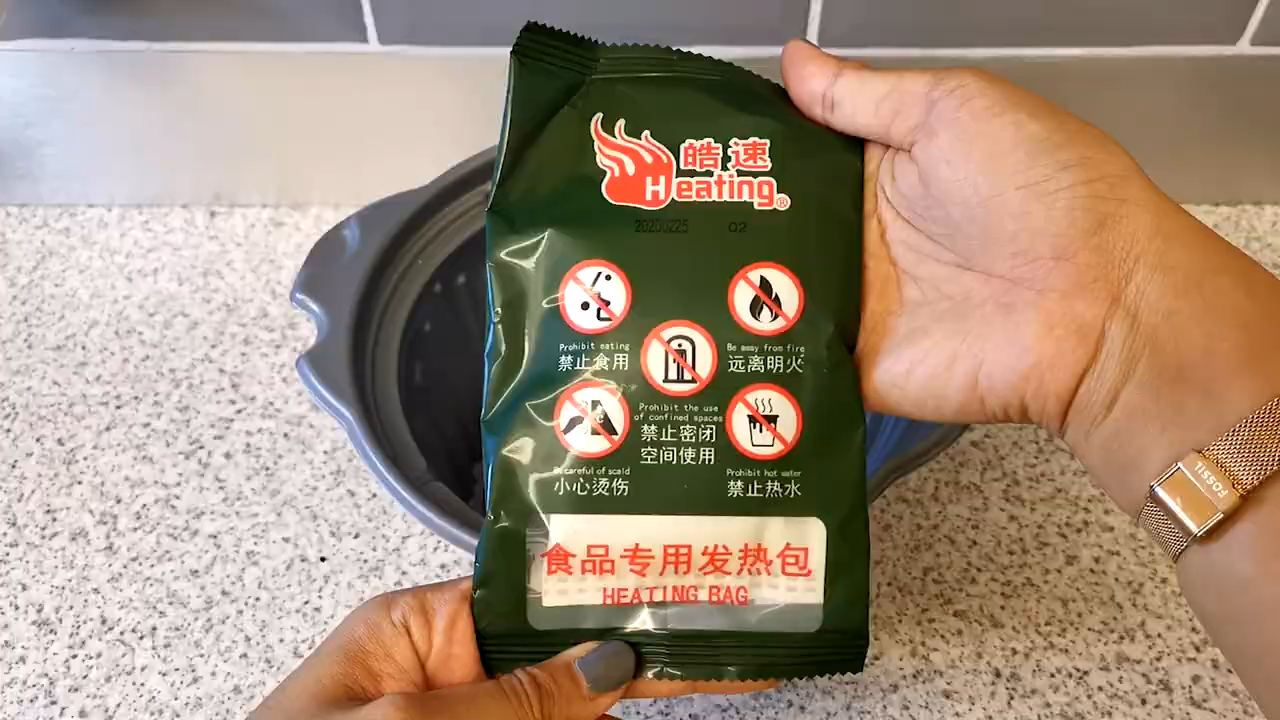 皓速
Heating®
20200225 Q2
Prohibit eating
禁止食用
Be away from fire
远离明火
Prohibit the use
of confined spaces
禁止密闭
空间使用
Be careful of scald
小心烫伤
Prohibit hot water
禁止热水
食品专用发热包
HEATING BAG
FOSSIL